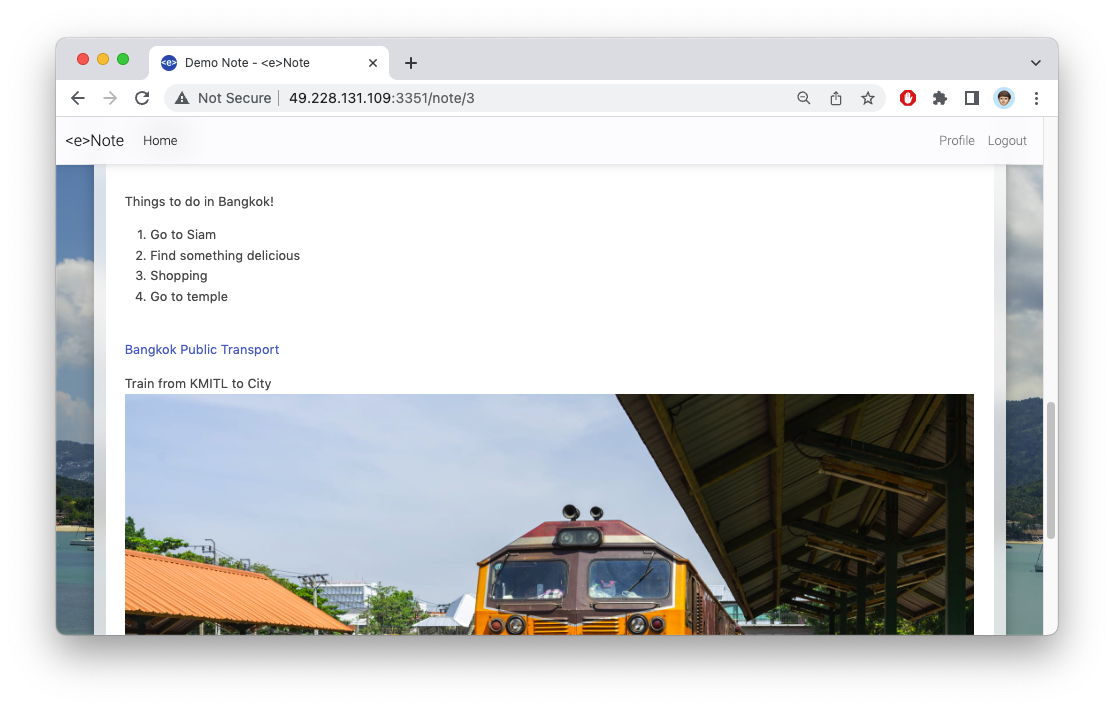 <e> Demo Note - <e>Note
Not Secure 49.228.131.109:3351/note/3
<e>Note Home Profile Logout
Things to do in Bangkok!
1. Go to Siam
2. Find something delicious
3. Shopping
4. Go to temple
Bangkok Public Transport
Train from KMITL to City